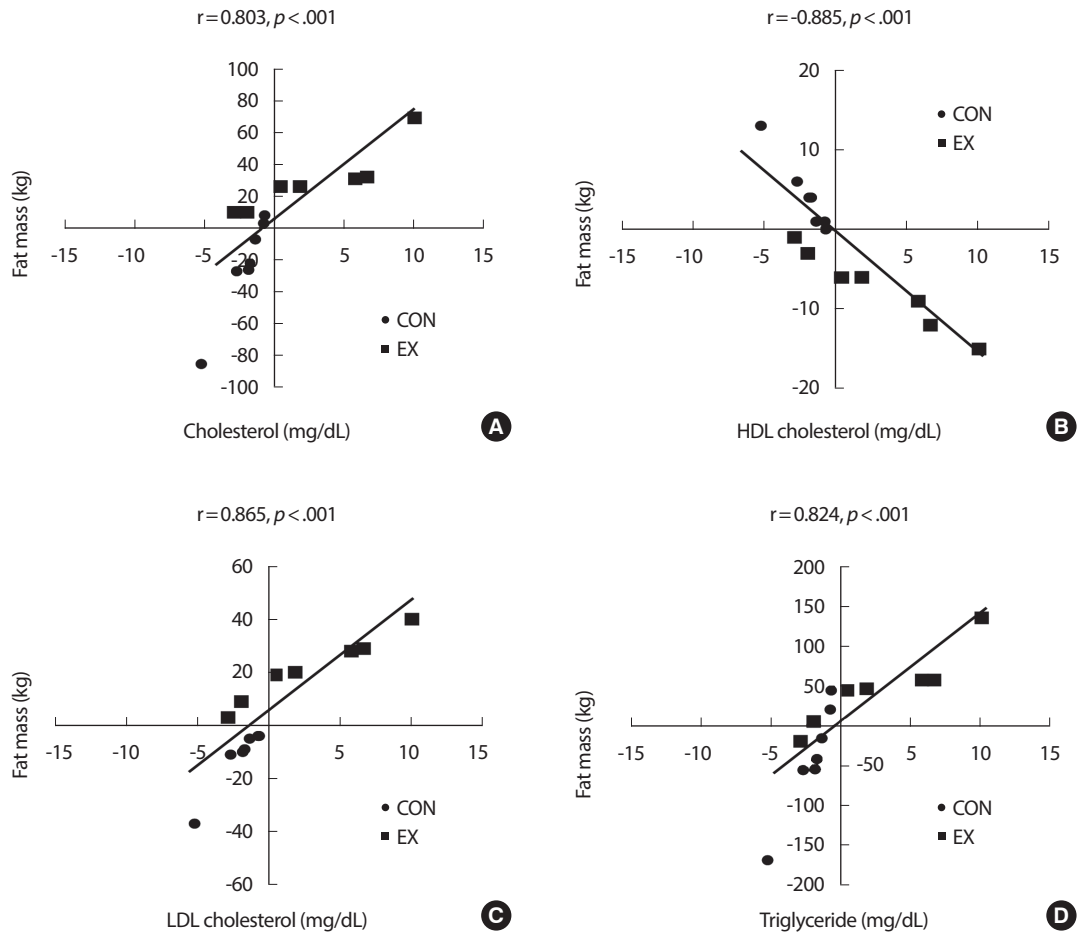 r=0.803, p<.001
100
80
60
40
20
-15 -10 -5 5 10 15
-20
-40
-60
-80
-100
Fat mass (kg)
CON
EX
Cholesterol (mg/dL)
A
r=-0.885, p<.001
20
10
-15 -10 -5 5 10 15
-10
-20
Fat mass (kg)
CON
EX
HDL cholesterol (mg/dL)
B
r=0.865, p<.001
60
40
20
-15 -10 -5 5 10 15
-20
-40
-60
Fat mass (kg)
CON
EX
LDL cholesterol (mg/dL)
C
r=0.824, p<.001
200
150
100
50
-15 -10 -5 5 10 15
-50
-100
-150
-200
Fat mass (kg)
CON
EX
Triglyceride (mg/dL)
D